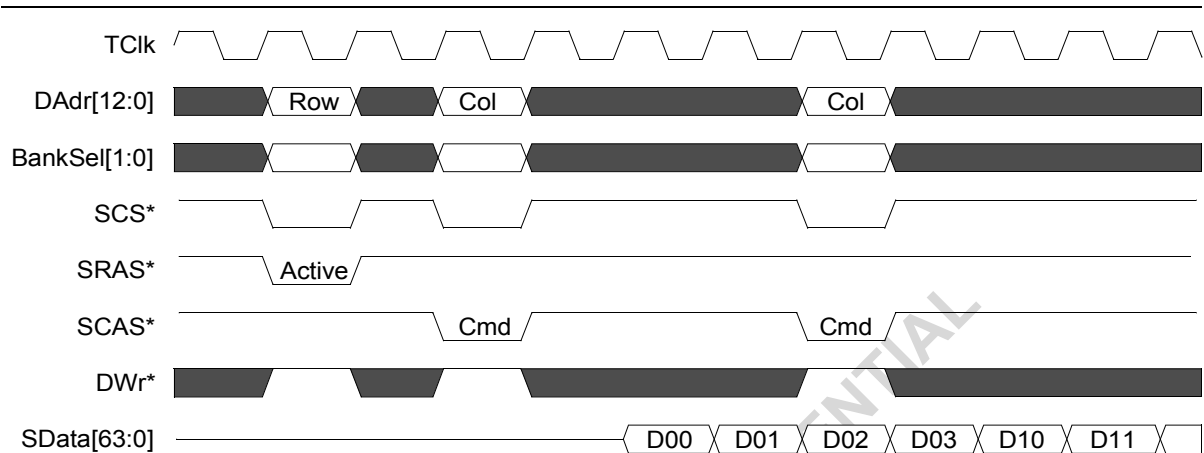 TClk
DAdr[12:0] Row Col Col
BankSel[1:0]
SCS*
SRAS* Active
SCAS* Cmd Cmd
DWr*
SData[63:0] D00 D01 D02 D03 D10 D11